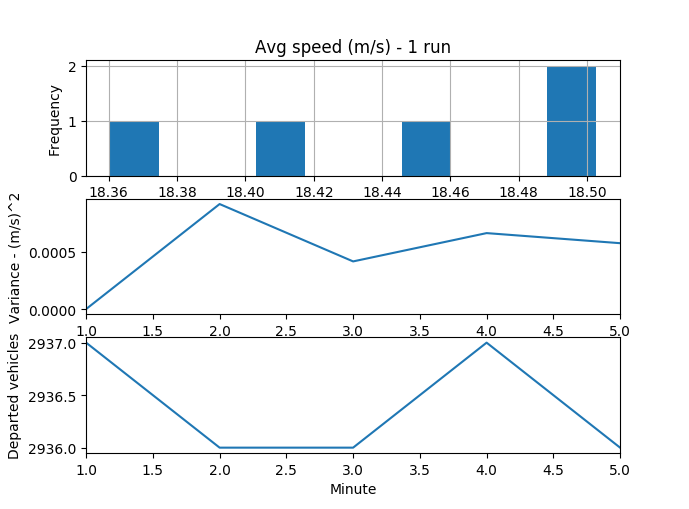 Avg speed (m/s) - 1 run
Frequency
2
1
0
18.36 18.38 18.40 18.42 18.44 18.46 18.48 18.50
Variance - (m/s)^2
0.0005
0.0000
1.0 1.5 2.0 2.5 3.0 3.5 4.0 4.5 5.0
Departed vehicles
2937.0
2936.5
2936.0
1.0 1.5 2.0 2.5 3.0 3.5 4.0 4.5 5.0
Minute